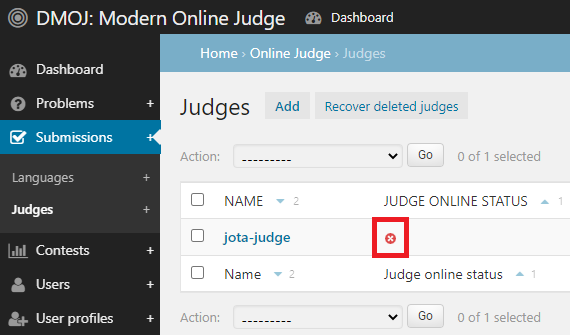 DMOJ: Modern Online Judge
Dashboard
Dashboard
Problems +
Submissions +
Languages +
Judges +
Contests +
Users +
User profiles +
Home › Online Judge › Judges
Judges Add Recover deleted judges
Action: --------- Go 0 of 1 selected
NAME 2 JUDGE ONLINE STATUS 1
jota-judge
Name 2 Judge online status 1
Action: --------- Go 0 of 1 selected